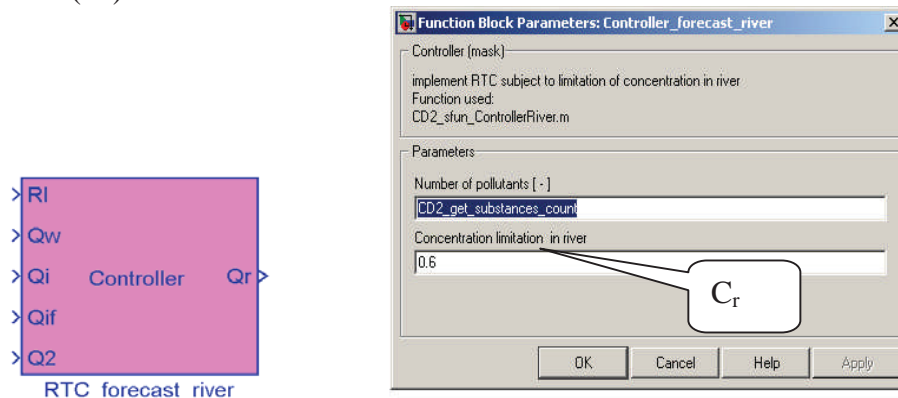 Function Block Parameters: Controller_forecast_river
Controller (mask)
implement RTC subject to limitation of concentration in river
Function used:
CD2_sfun_ControllerRiver.m
Parameters
Number of pollutants [ - ]
CD2_get_substances_count
Concentration limitation in river
0.6
Cr
OK Cancel Help Apply
RI
Qw
Qi Controller Qr
Qif
Q2
RTC forecast river